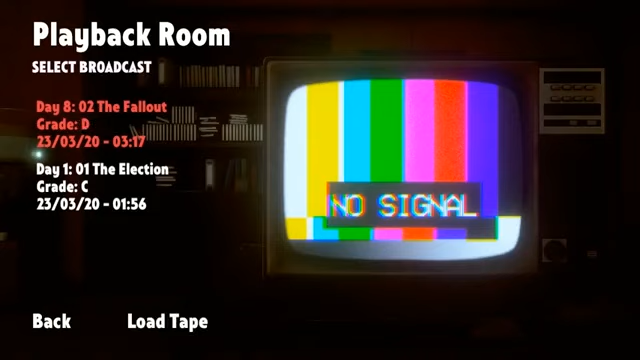 Playback Room
SELECT BROADCAST
Day 8: 02 The Fallout
Grade: D
23/03/20 - 03:17
Day 1: 01 The Election
Grade: C
23/03/20 - 01:56
NO SIGNAL
Back
Load Tape